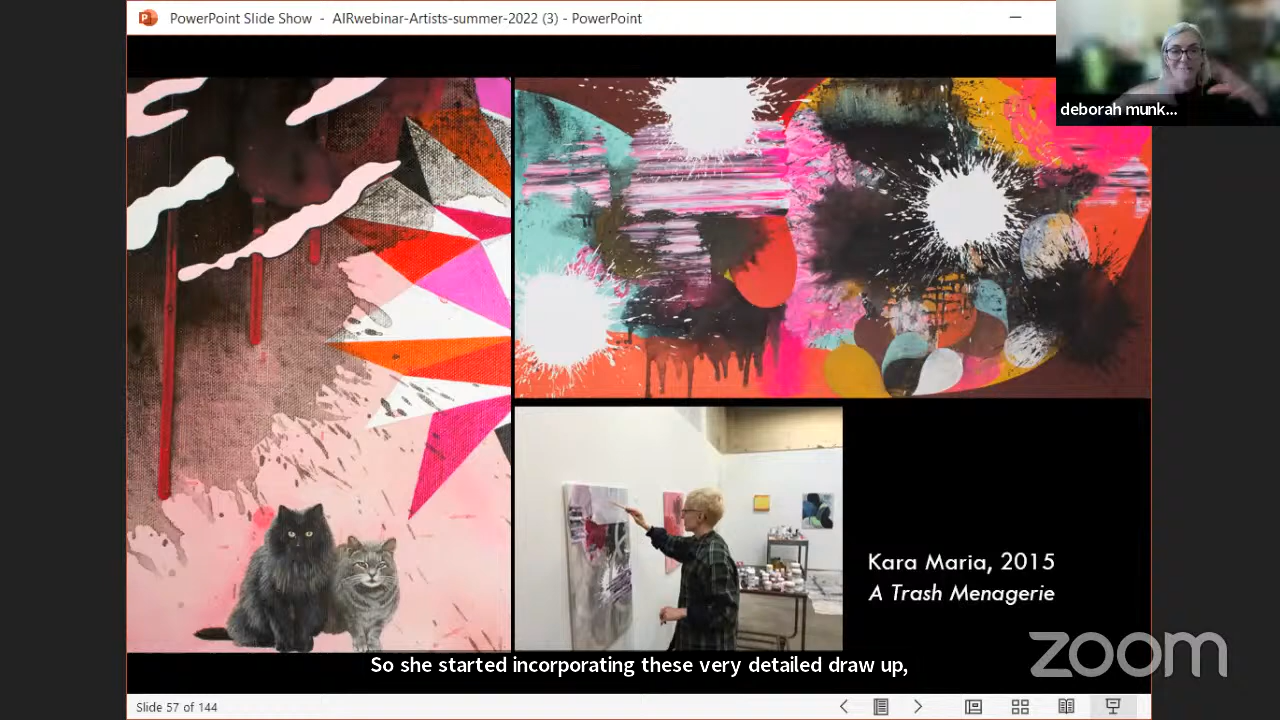 PowerPoint Slide Show - AIRwebinar-Artists-summer-2022 (3) - PowerPoint
deborah munk...
Kara Maria, 2015
A Trash Menagerie
zoom
So she started incorporating these very detailed draw up,
Slide 57 of 144